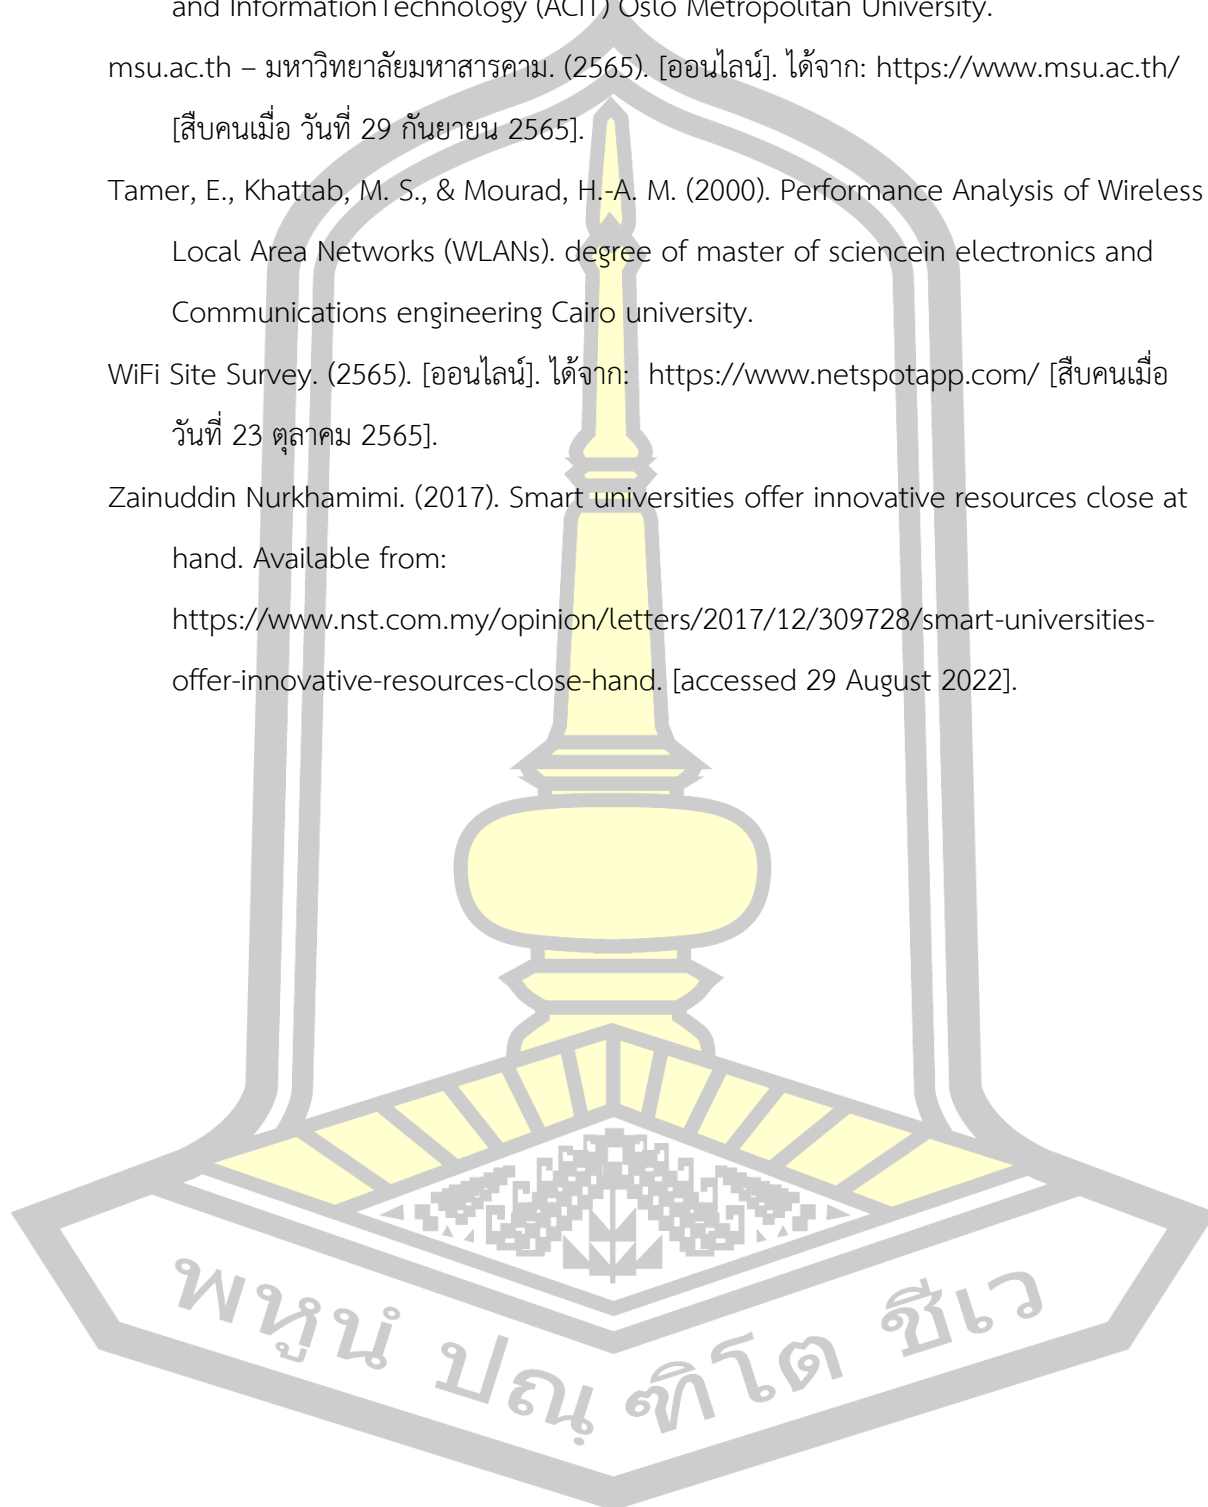 and InformationTechnology (ACIT) Oslo Metropolitan University.
msu.ac.th – มหาวิทยาลัยมหาสารคาม. (2565). [ออนไลน์]. ได้จาก: https://www.msu.ac.th/
[สืบคนเมื่อ วันที่ 29 กันยายน 2565].
Tamer, E., Khattab, M. S., & Mourad, H.-A. M. (2000). Performance Analysis of Wireless
Local Area Networks (WLANs). degree of master of sciencein electronics and
Communications engineering Cairo university.
WiFi Site Survey. (2565). [ออนไลน์]. ได้จาก: https://www.netspotapp.com/ [สืบคนเมื่อ
วันที่ 23 ตุลาคม 2565].
Zainuddin Nurkhamimi. (2017). Smart universities offer innovative resources close at
hand. Available from:
https://www.nst.com.my/opinion/letters/2017/12/309728/smart-universities-
offer-innovative-resources-close-hand. [accessed 29 August 2022].
พหูนํ ปณฺฑิโต ชีเว